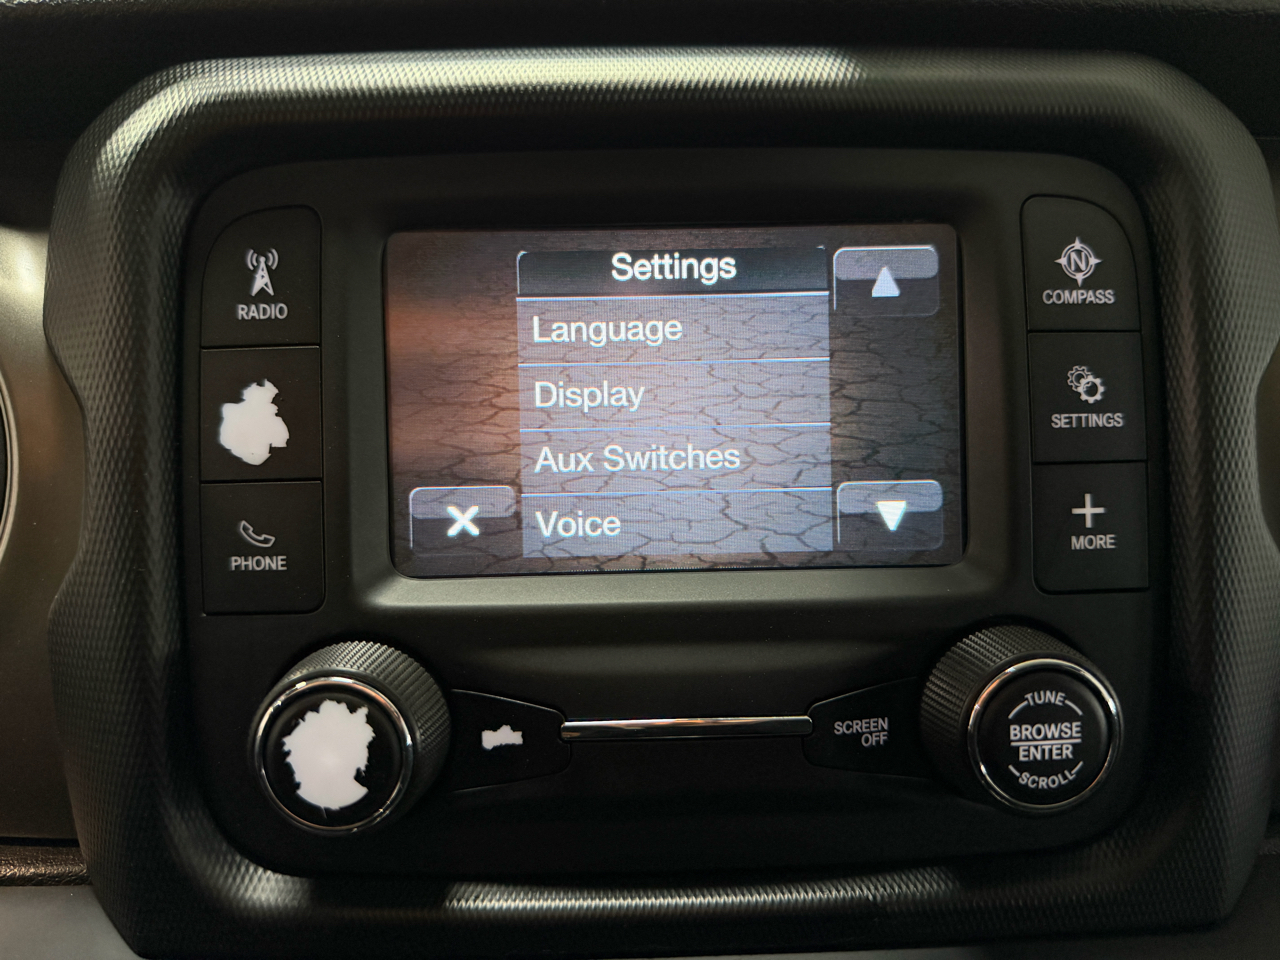 RADIO
PHONE
Settings
Language
Display
Aux Switches
Voice
N
COMPASS
SETTINGS
MORE
SCREEN
OFF
TUNE
BROWSE
ENTER
SCROLL